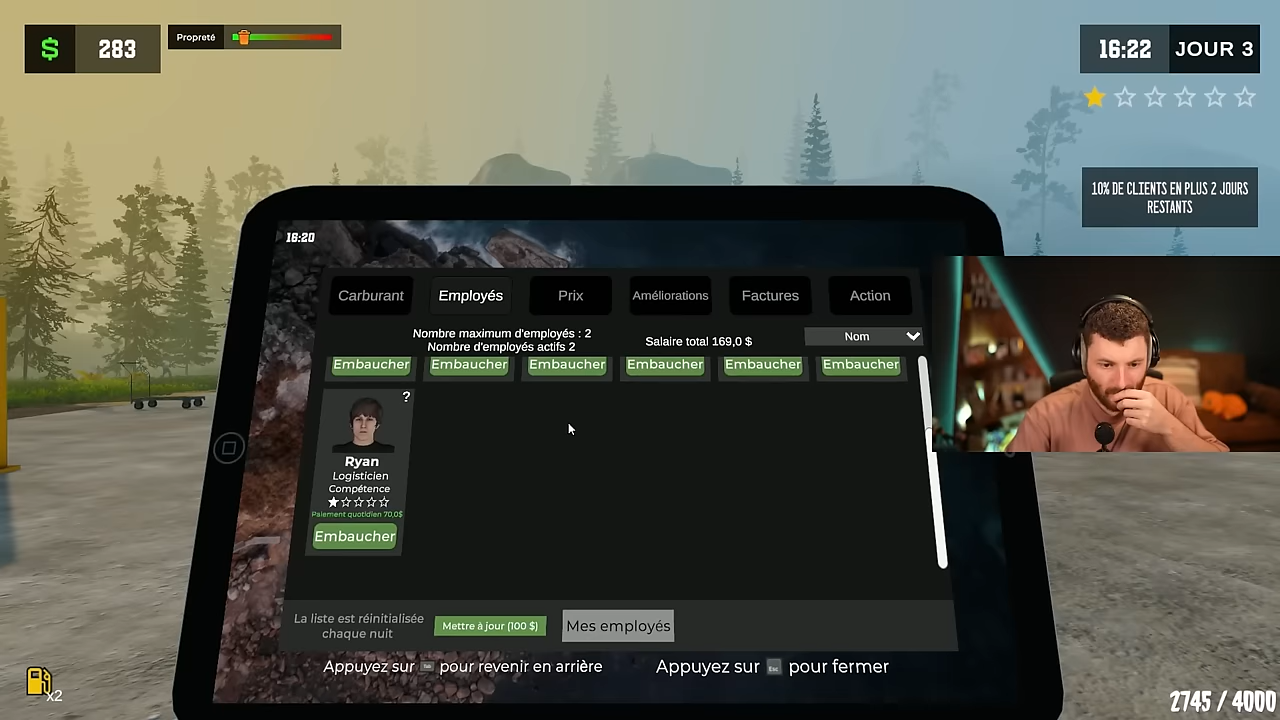 $ 283
Propreté
16:22 JOUR 3
10% DE CLIENTS EN PLUS 2 JOURS
RESTANTS
16:20
Carburant Employés Prix Améliorations Factures Action
Nombre maximum d'employés : 2
Nombre d'employés actifs 2
Salaire total 169,0 $
Nom
Embaucher Embaucher Embaucher Embaucher Embaucher Embaucher
?
Ryan
Logisticien
Compétence
Paiement quotidien 70,0$
Embaucher
La liste est réinitialisée
chaque nuit
Mettre à jour (100 $)
Mes employés
Appuyez sur Tab pour revenir en arrière
Appuyez sur Esc pour fermer
x2
2745 / 4000